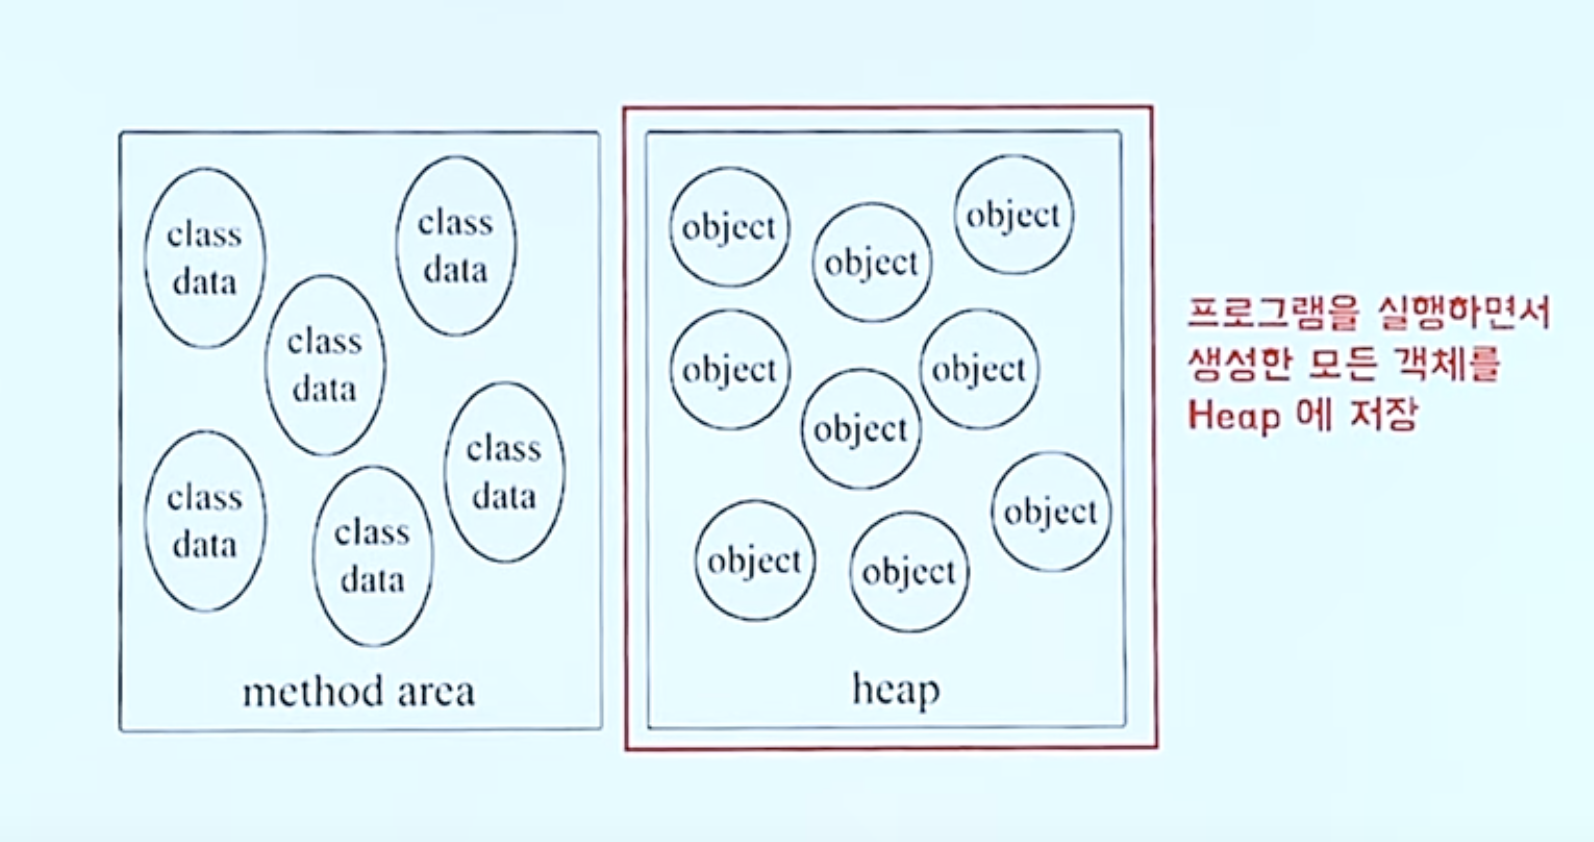 class
data
class
data
class
data
class
data
class
data
class
data
method area
object
object
object
object
object
object
object
object
object
heap
프로그램을 실행하면서
생성한 모든 객체를
Heap 에 저장